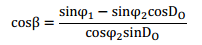 cosβ = (sinφ₁ − sinφ₂cosD₀) / (cosφ₂sinD₀)